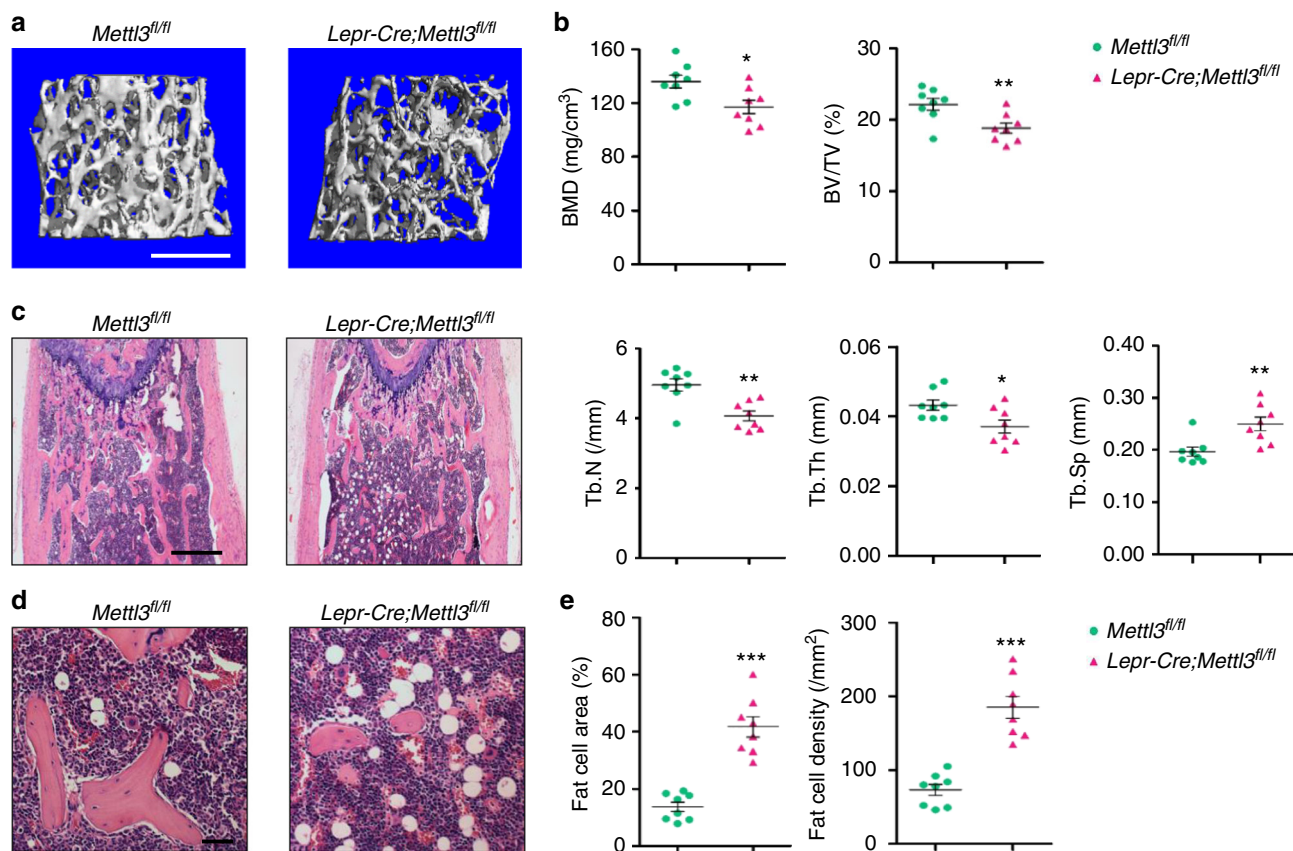 a
Mettl3fl/fl
Lepr-Cre;Mettl3fl/fl
b
BMD (mg/cm3)
160
120
80
40
0
*
BV/TV (%)
30
20
10
0
**
Mettl3fl/fl
Lepr-Cre;Mettl3fl/fl
c
Mettl3fl/fl
Lepr-Cre;Mettl3fl/fl
Tb.N (/mm)
6
4
2
0
**
Tb.Th (mm)
0.06
0.04
0.02
0.00
*
Tb.Sp (mm)
0.40
0.30
0.20
0.10
0.00
**
d
Mettl3fl/fl
Lepr-Cre;Mettl3fl/fl
e
Fat cell area (%)
80
60
40
20
0
***
Fat cell density (/mm2)
300
200
100
0
***
Mettl3fl/fl
Lepr-Cre;Mettl3fl/fl